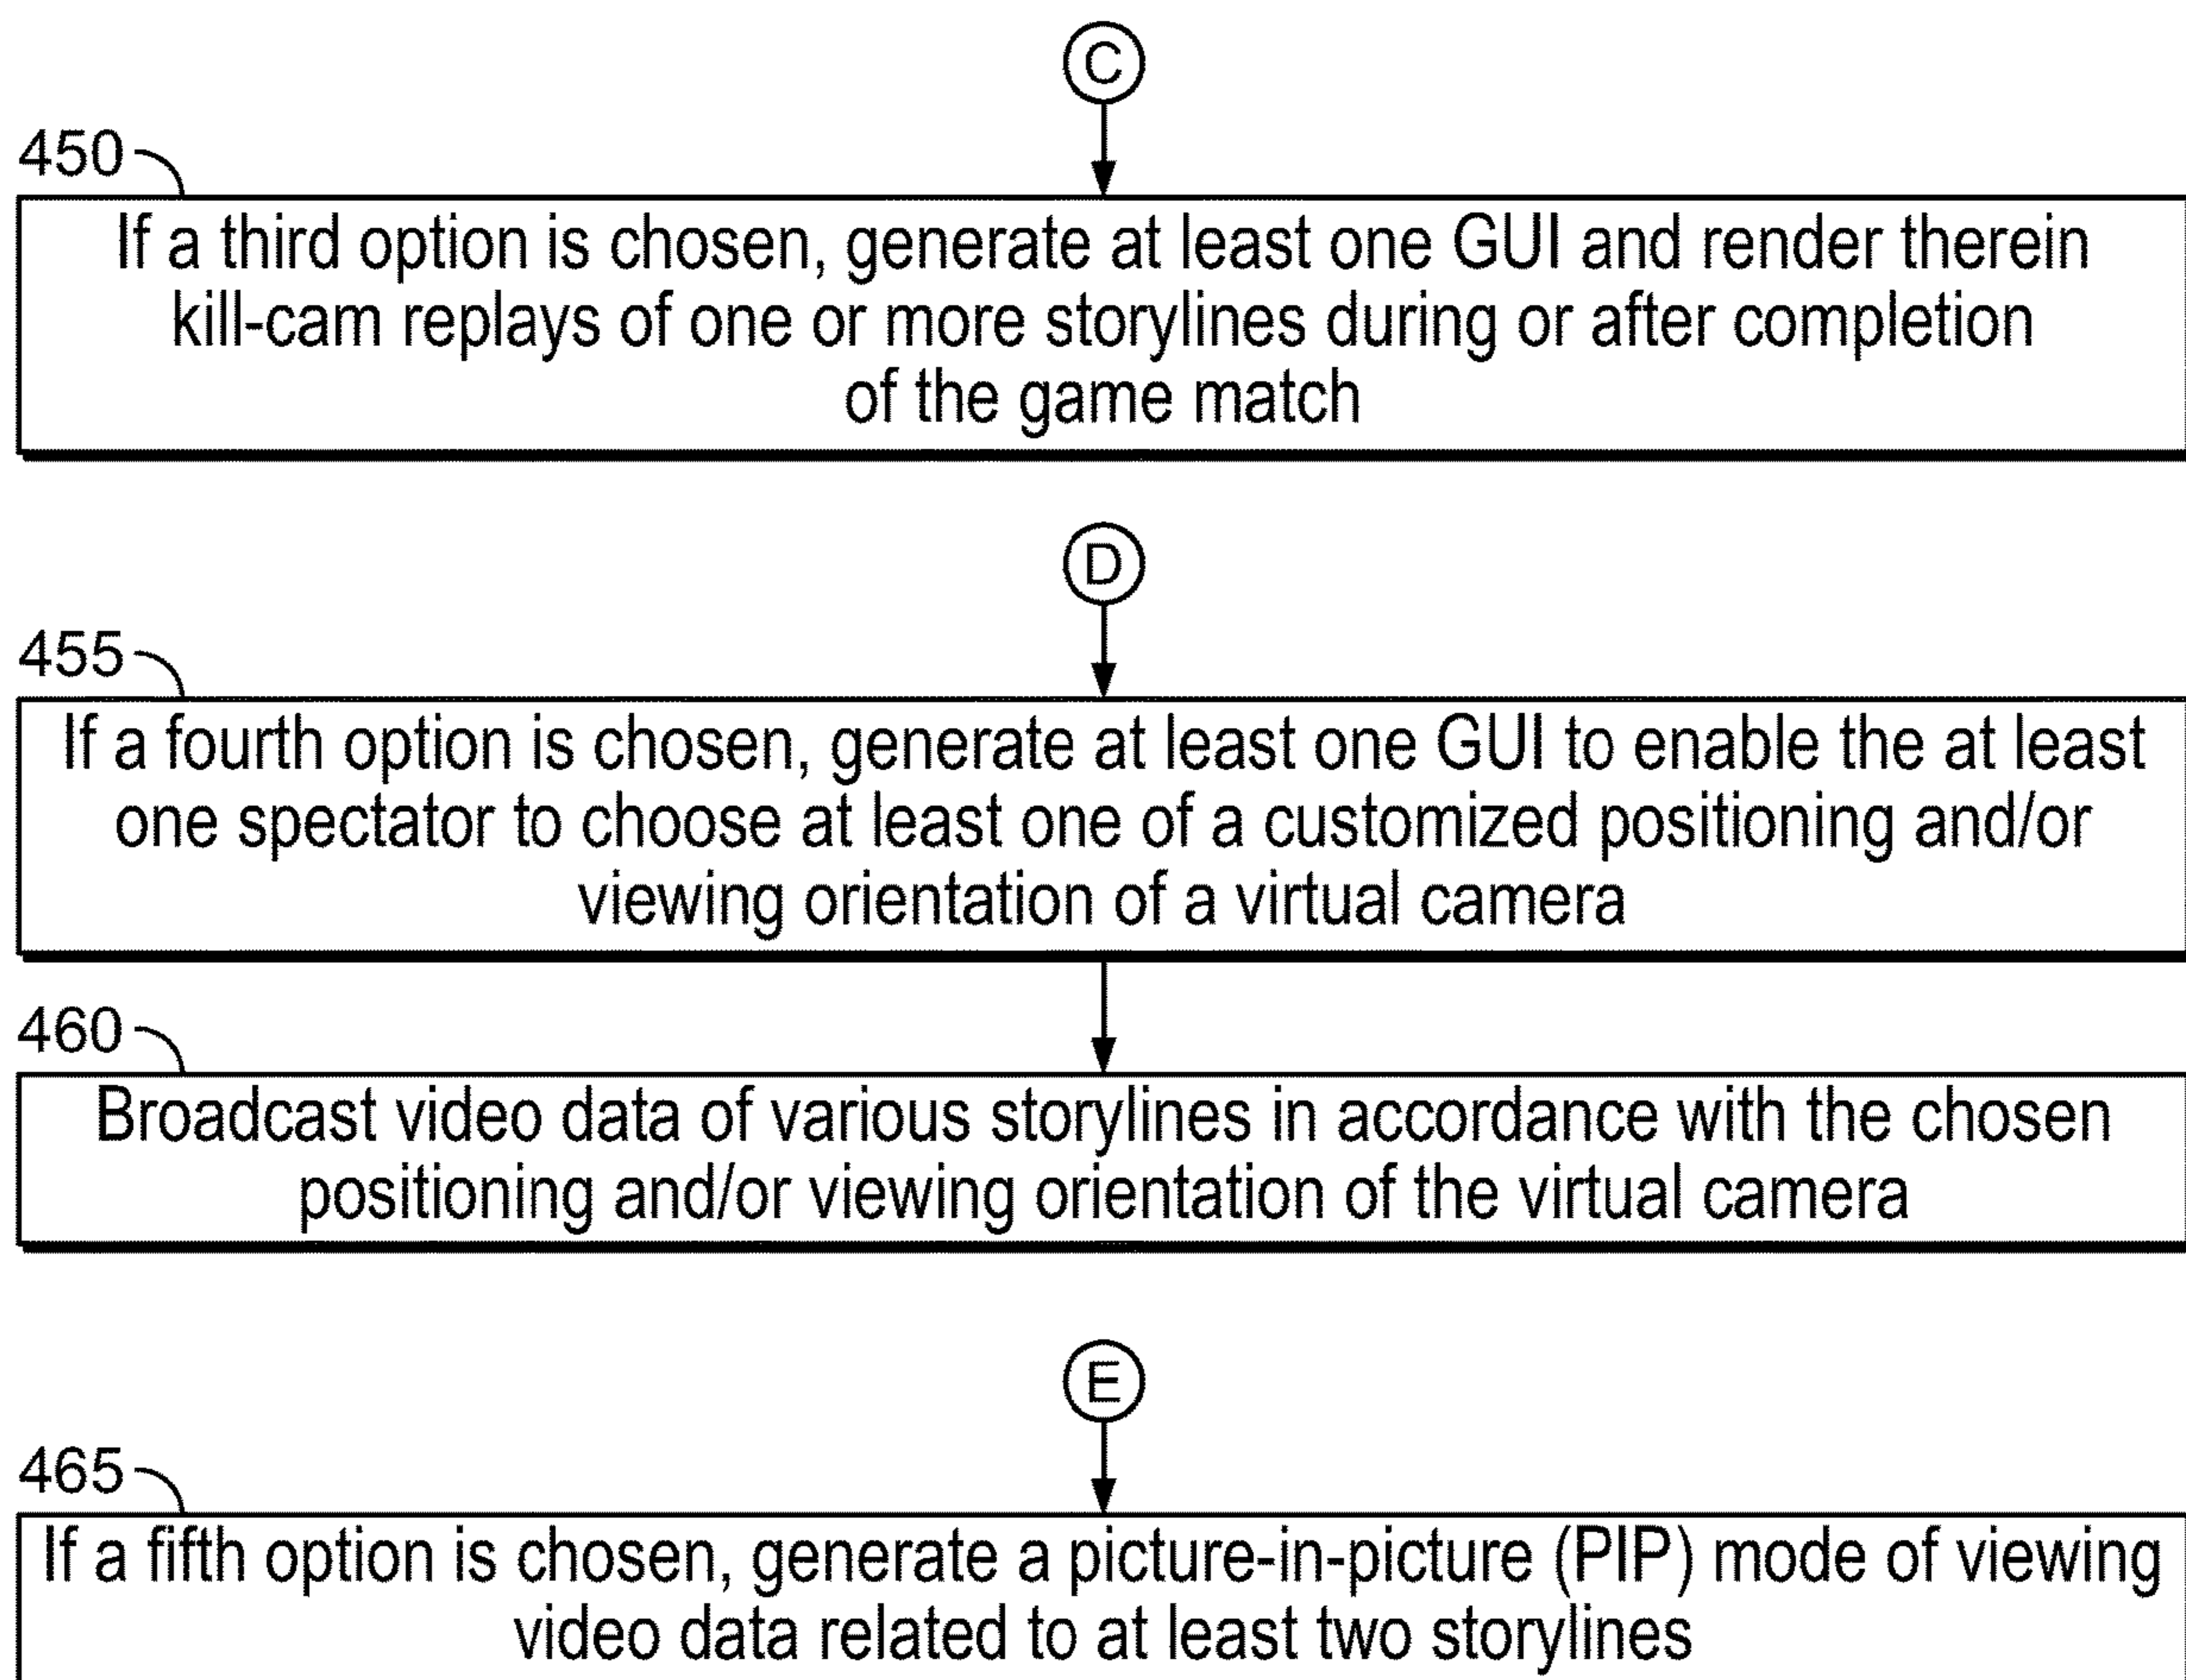 C
450
If a third option is chosen, generate at least one GUI and render therein
kill-cam replays of one or more storylines during or after completion
of the game match
D
455
If a fourth option is chosen, generate at least one GUI to enable the at least
one spectator to choose at least one of a customized positioning and/or
viewing orientation of a virtual camera
460
Broadcast video data of various storylines in accordance with the chosen
positioning and/or viewing orientation of the virtual camera
E
465
If a fifth option is chosen, generate a picture-in-picture (PIP) mode of viewing
video data related to at least two storylines